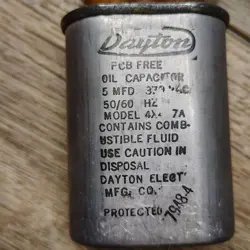 Dayton
PCB FREE
OIL CAPACITOR
5 MFD
50/60 HZ
MODEL 7A
CONTAINS COMB-
USTIBLE FLUID
USE CAUTION IN
DISPOSAL
DAYTON ELECT
MFG. CO.
PROTECTED